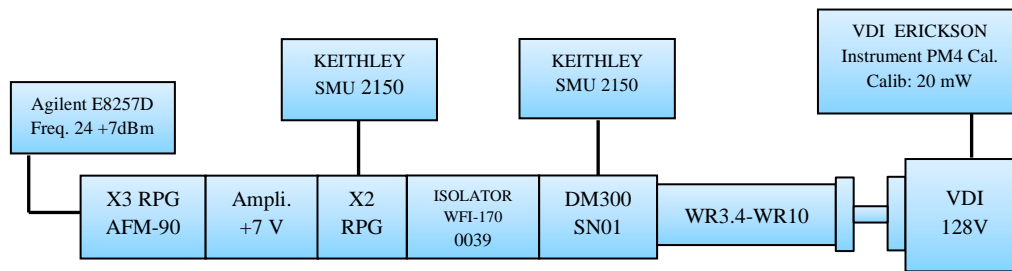 VDI ERICKSON
Instrument PM4 Cal.
Calib: 20 mW
KEITHLEY
SMU 2150
KEITHLEY
SMU 2150
Agilent E8257D
Freq. 24 +7dBm
X3 RPG
AFM-90
Ampli.
+7 V
X2
RPG
ISOLATOR
WFI-170
0039
DM300
SN01
WR3.4-WR10
VDI
128V